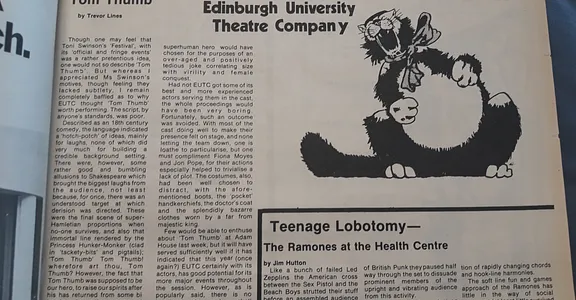 ch.
Tom Thumb
by Trevor Lines
Though one may feel that
Toni Swinson's 'Festival', with
its 'official and fringe events'
was a rather pretentious idea,
one would not so describe 'Tom
Thumb'. But whereas I
appreciated Ms Swinson's
motives, though feeling they
lacked subtlety, I remain
completely baffled as to why
EUTC thought 'Tom Thumb'
worth performing. The script, by
anyone's standards, was poor.
Described as an 18th century
comedy, the language indicated
a 'hotch-potch' of ideas, mainly
for laughs, none of which did
very much for building a
credible background setting.
There were, however, some
rather good and bumbling
allusions to Shakespeare which
brought the biggest laughs from
the audience, not least
because, for once, there was an
understood target at which
derision was directed. These
were the final scene of super-
Hamletian proportions when
no-one survives, and also that
immortal line rendered by the
Princess Hunker-Monker (clad
in 'tackety-bits' and pigtails);
Tom Thumb! Tom Thumb!
wherefore art thou, Tom
Thumb? However, the fact that
Tom Thumb was supposed to be
our hero, to raise our spirits after
his return from some bi
superhuman hero would have
chosen for the purposes of an
over-aged and positively
tedious joke correlating size
with virility and female
conquest.
Had not EUTC got some of its
best and more experienced
actors serving them in the cast,
the whole proceedings would
have been very boring.
Fortunately, such an outcome
was avoided. With most of the
cast doing well to make their
presence felt on stage, and none
letting the team down, one is
loathe to particularise; but one
must compliment Fiona Moyes
and Jon Pope, for their actions
especially helped to trivialise a
lack of plot. The costumes, also,
had been well chosen to
distract, with the afore-
mentioned boots, the pocket
handkerchiefs, the doctor's coat
and the splendidly bizarre
clothes worn by a far from
majestic king.
Few would be able to enthuse
about 'Tom Thumb' at Adam
House last week, but it will have
served sufficiently well if it has
indicated that this year (once
again?) EUTC certainly with its
actors, has good potential for its
more major events throughout
the session. However, as is
popularly said, there is no
Edinburgh University
Theatre Company
Teenage Lobotomy—
The Ramones at the Health Centre
by Jim Hutton
Like a bunch of failed Led
Zepplins the American cross
between the Sex Pistol and the
Beach Boys strutted their stuff
before an assembled audience
of British Punk they paused half
way through the set to dissuade
prominent members of the
upright and vibrating audience
from this activity.
tion of rapidly changing chords
and hook-line harmonies.
The soft line fun and games
approach of the Ramones has
little in the way of social